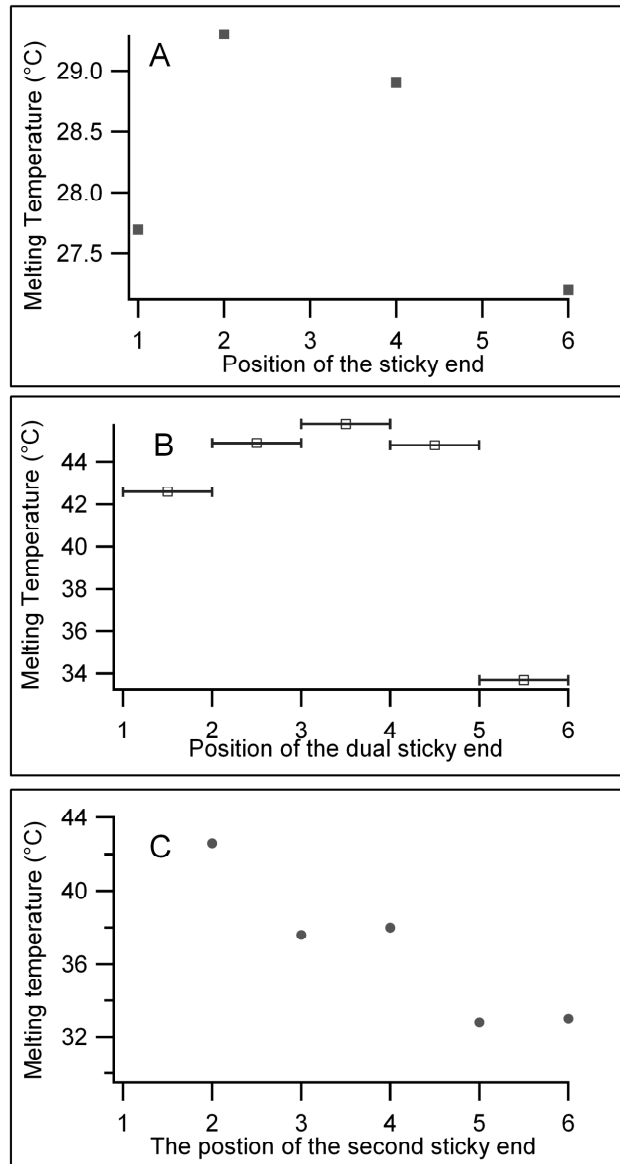 A
Melting Temperature (°C)
29.0
28.5
28.0
27.5
1 2 3 4 5 6
Position of the sticky end
B
Melting Temperature (°C)
44
42
40
38
36
34
1 2 3 4 5 6
Position of the dual sticky end
C
Melting temperature (°C)
44
40
36
32
1 2 3 4 5 6
The postion of the second sticky end